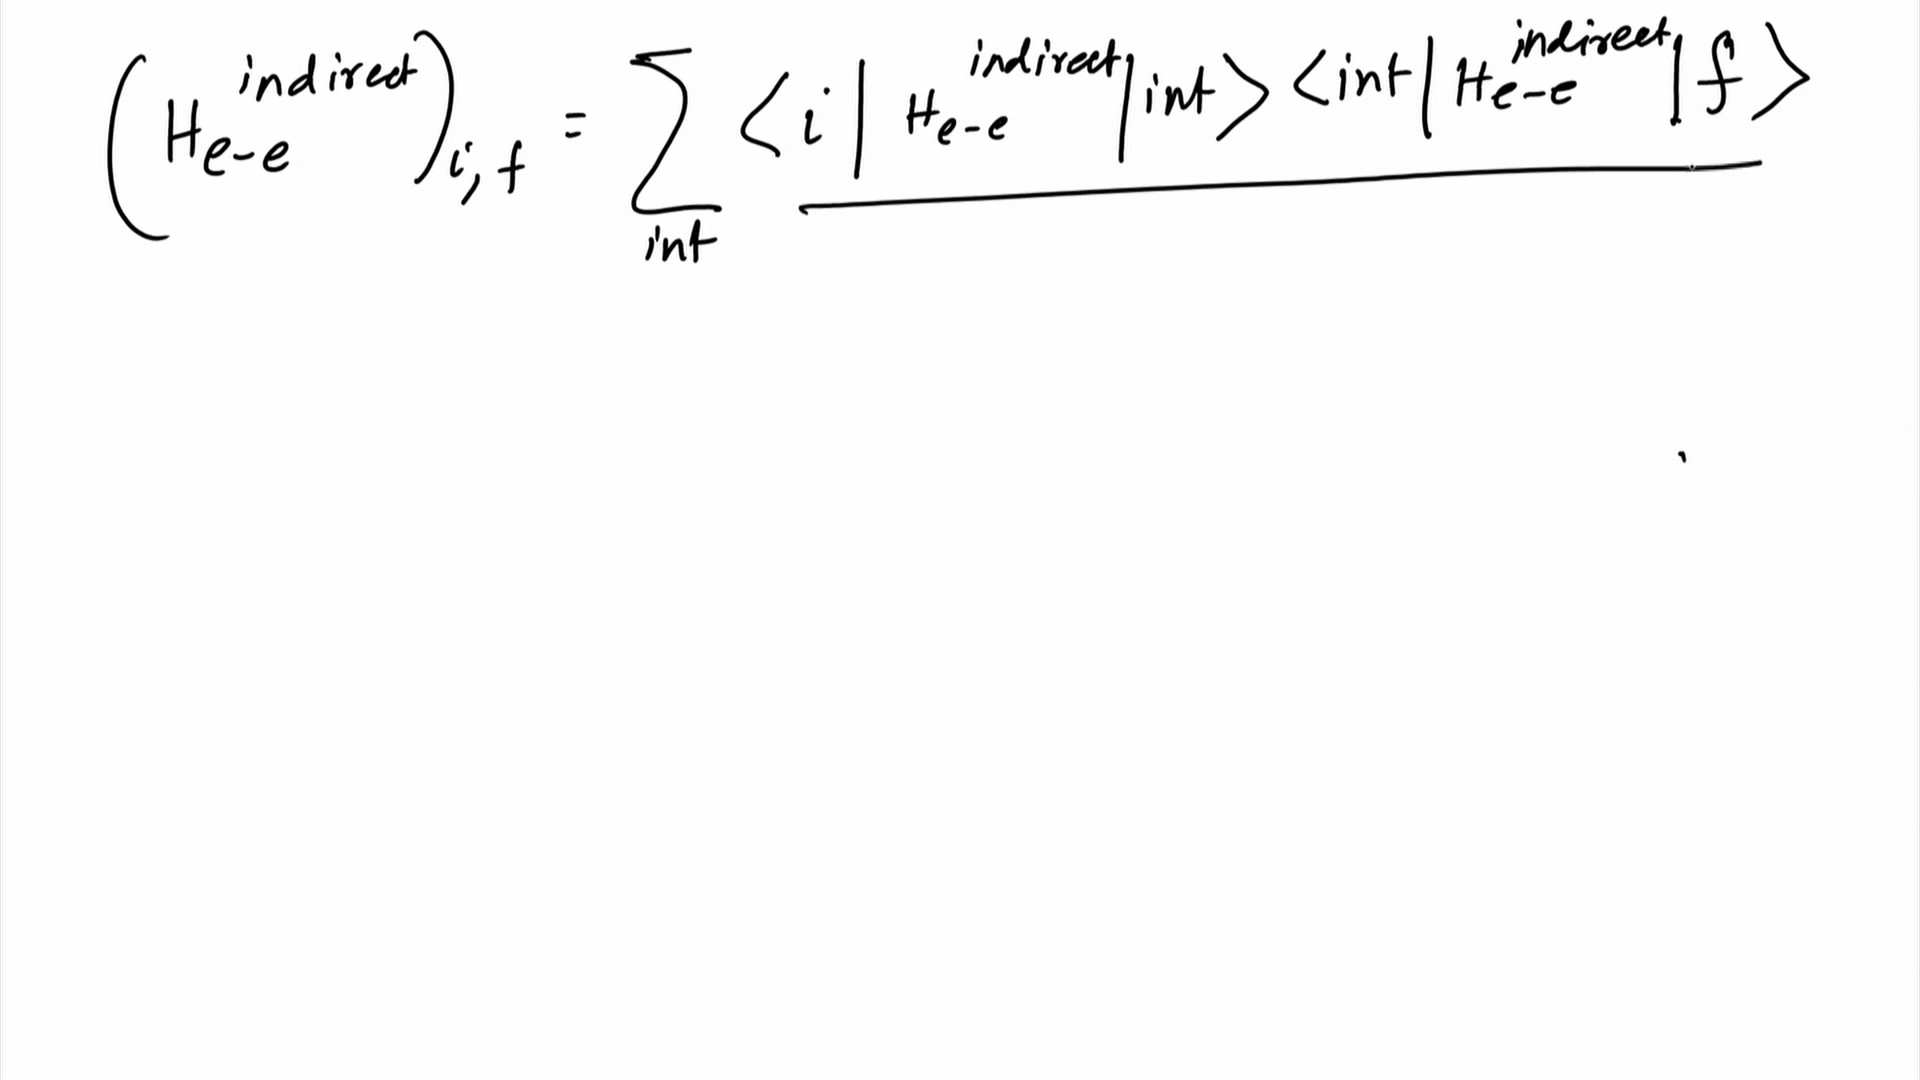 (H_{e-e}^{indirect})_{i,f} = ∑_{int} <i| H_{e-e}^{indirect} |int> <int| H_{e-e}^{indirect} |f>